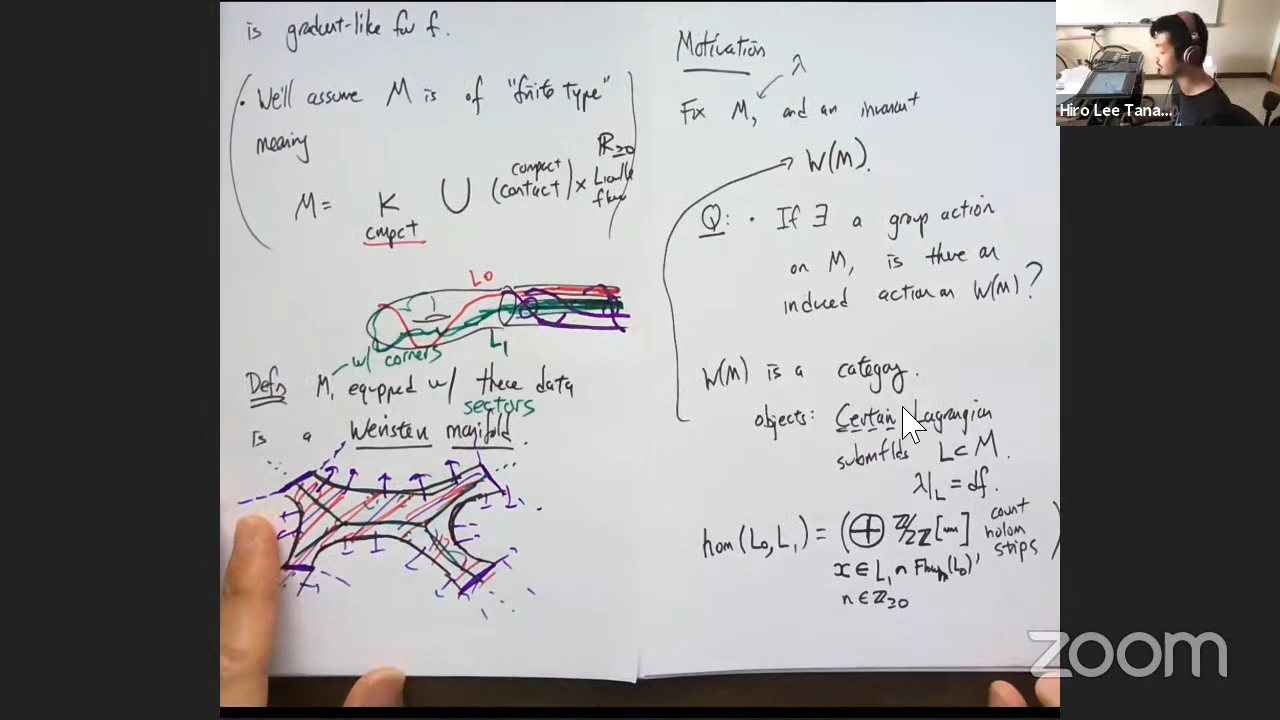 is gradient-like for f.
• We'll assume M is of "finite type"
meaning
M = K ∪ (contact) × Liouville flow
compact
compact
ℝ≥0
L0
L1
w/ corners
Defn M, equipped w/ these data
sectors
is a Weinstein manifold.
Motivation
λ
Fix M, and an invariant
W(M).
Q: • If ∃ a group action
on M, is there an
induced action on W(M)?
W(M) is a category.
objects: Certain Lagrangian
submflds L ⊂ M.
λ|L = df.
hom(L0, L1) = (⊕ ℤ/2ℤ[m], count holom strips)
x ∈ L1 ∩ Flow_n(L0)
n ∈ ℤ≥0
Hiro Lee Tana...
zoom